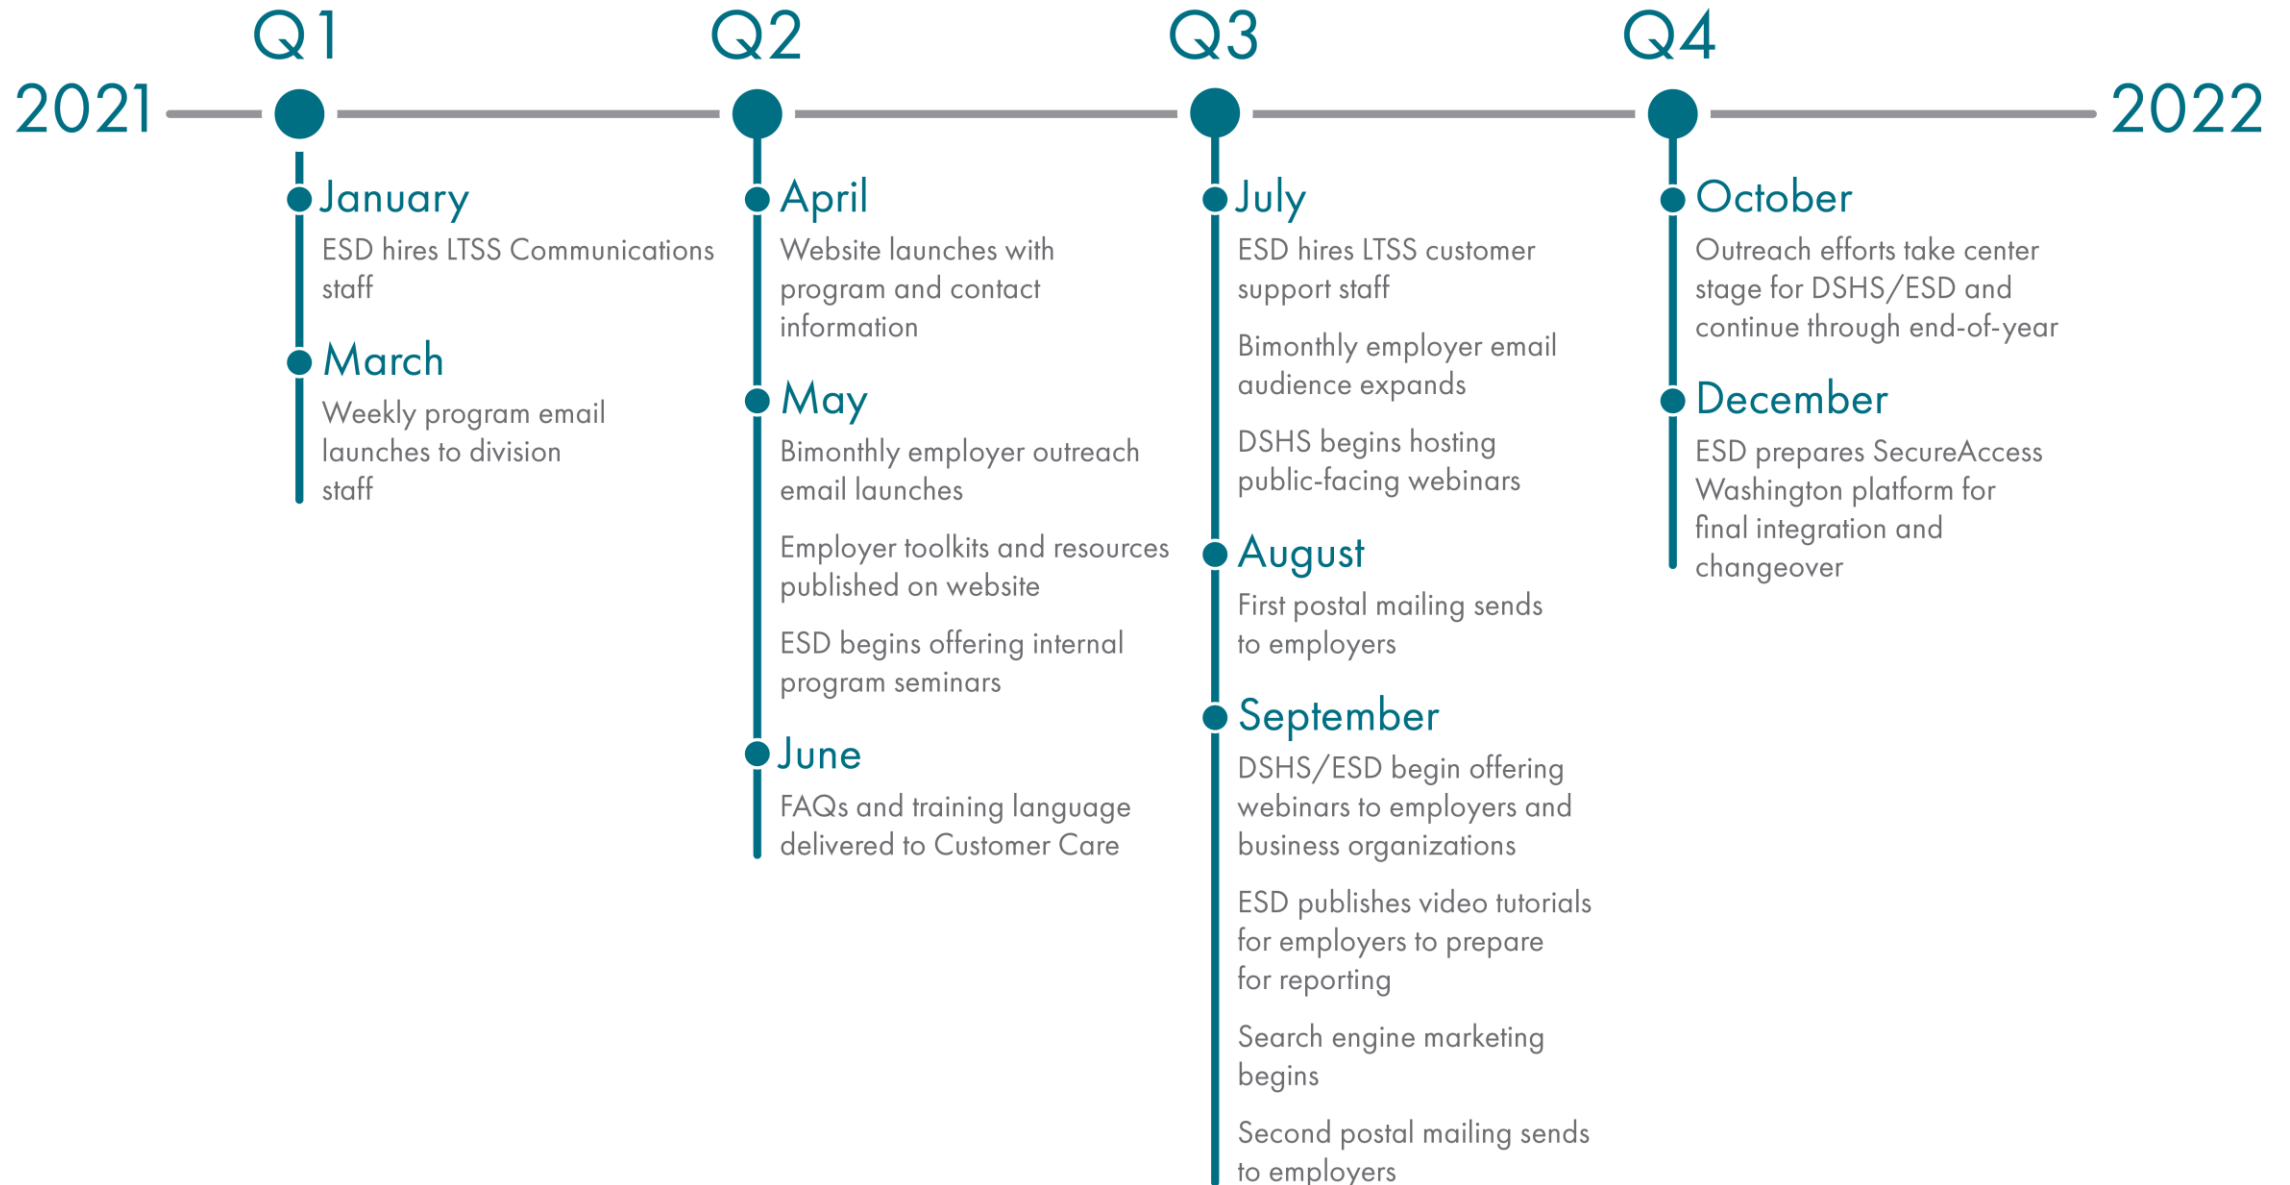 Q1
Q2
Q3
Q4
2021
2022
January
ESD hires LTSS Communications
staff
March
Weekly program email
launches to division
staff
April
Website launches with
program and contact
information
May
Bimonthly employer outreach
email launches
Employer toolkits and resources
published on website
ESD begins offering internal
program seminars
June
FAQs and training language
delivered to Customer Care
July
ESD hires LTSS customer
support staff
Bimonthly employer email
audience expands
DSHS begins hosting
public-facing webinars
August
First postal mailing sends
to employers
September
DSHS/ESD begin offering
webinars to employers and
business organizations
ESD publishes video tutorials
for employers to prepare
for reporting
Search engine marketing
begins
Second postal mailing sends
to employers
October
Outreach efforts take center
stage for DSHS/ESD and
continue through end-of-year
December
ESD prepares SecureAccess
Washington platform for
final integration and
changeover